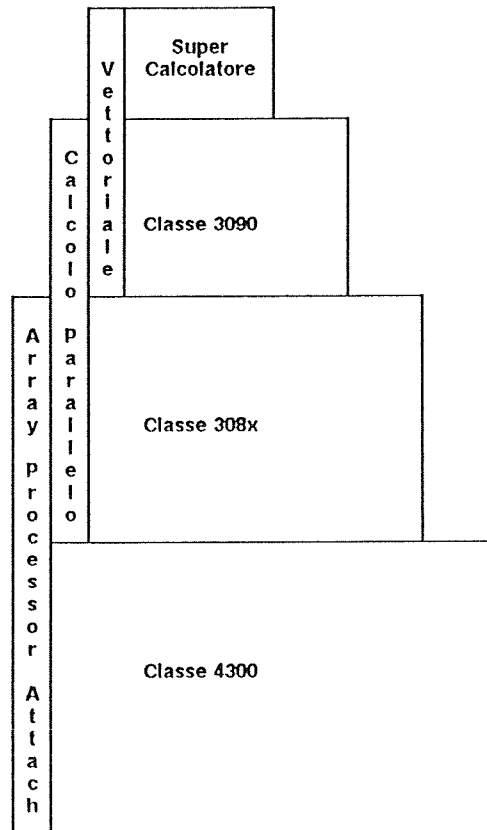 Super
Calcolatore
Vettoriale
Calcolo parallelo
Classe 3090
Array processor Attach
Classe 308x
Classe 4300